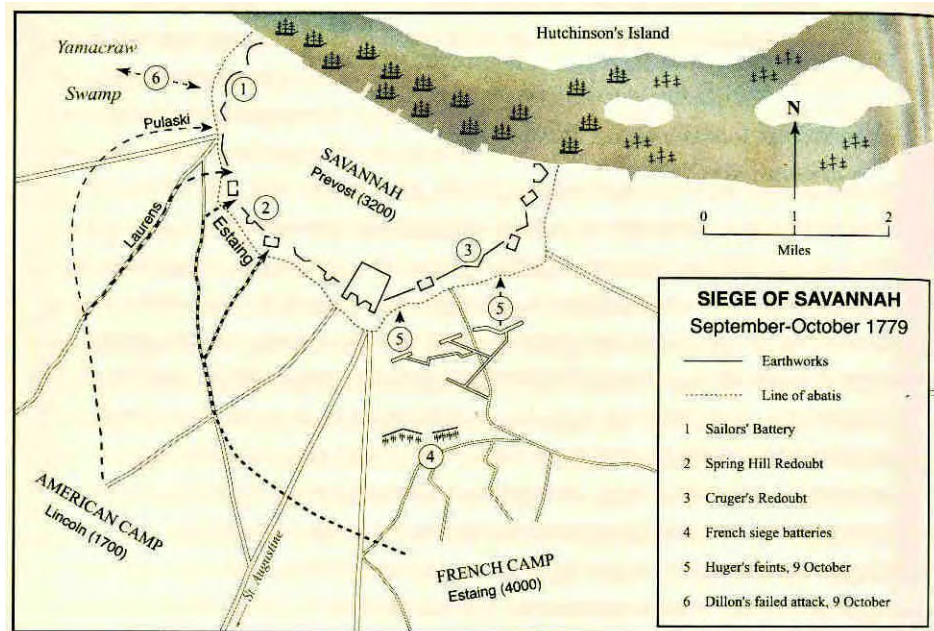 Hutchinson's Island
Yamacraw
6
Swamp
1
Pulaski
N
SAVANNAH
Prevost (3200)
Laurens
2
Estaing
3
0 1 2
Miles
5
5
4
AMERICAN CAMP
Lincoln (1700)
St. Augustine
FRENCH CAMP
Estaing (4000)
SIEGE OF SAVANNAH
September-October 1779
Earthworks
Line of abatis
1 Sailors' Battery
2 Spring Hill Redoubt
3 Cruger's Redoubt
4 French siege batteries
5 Huger's feints, 9 October
6 Dillon's failed attack, 9 October